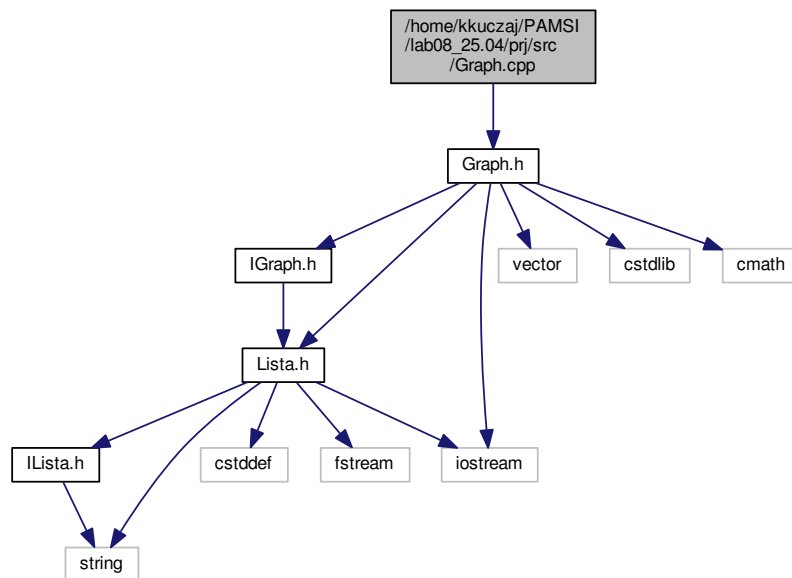 /home/kkuczaj/PAMSI
/lab08_25.04/prj/src
/Graph.cpp
Graph.h
IGraph.h
vector
cstdlib
cmath
Lista.h
ILista.h
cstddef
fstream
iostream
string